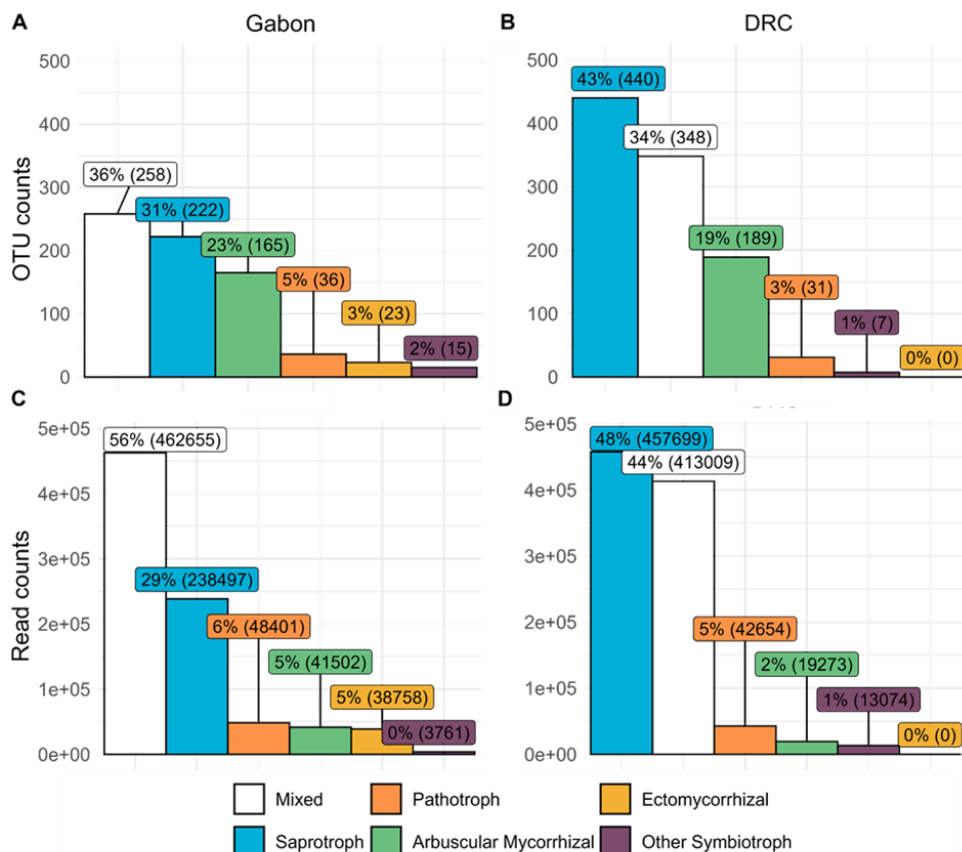 A
Gabon
B
DRC
OTU counts
500
400
300
200
100
0
36% (258)
31% (222)
23% (165)
5% (36)
3% (23)
2% (15)
500
400
300
200
100
0
43% (440)
34% (348)
19% (189)
3% (31)
1% (7)
0% (0)
C
D
Read counts
5e+05
4e+05
3e+05
2e+05
1e+05
0e+00
56% (462655)
29% (238497)
6% (48401)
5% (41502)
5% (38758)
0% (3761)
5e+05
4e+05
3e+05
2e+05
1e+05
0e+00
48% (457699)
44% (413009)
5% (42654)
2% (19273)
1% (13074)
0% (0)
Mixed
Pathotroph
Ectomycorrhizal
Saprotroph
Arbuscular Mycorrhizal
Other Symbiotroph